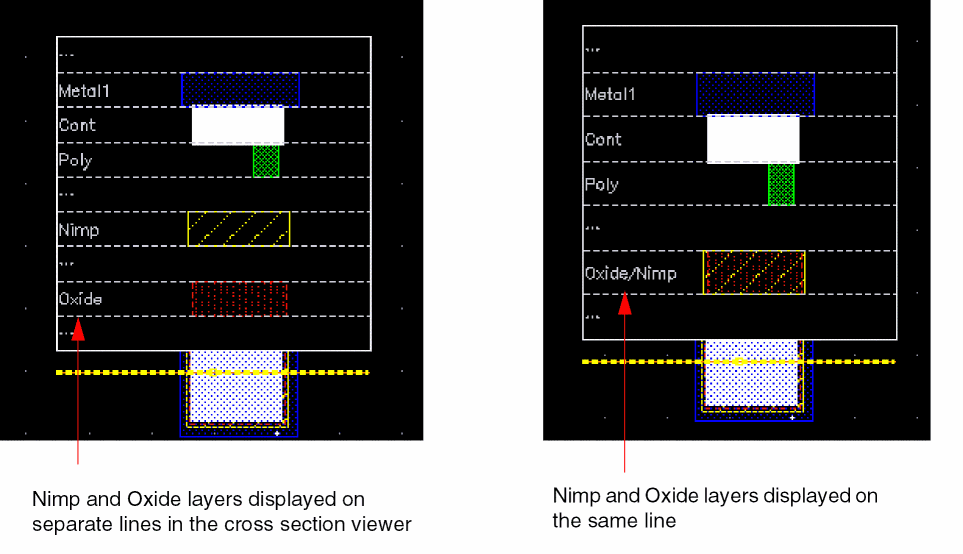 ...
Metal1
Cont
Poly
...
Nimp
...
Oxide
...
Nimp and Oxide layers displayed on
separate lines in the cross section viewer
...
Metal1
Cont
Poly
...
Oxide/Nimp
...
Nimp and Oxide layers displayed on
the same line